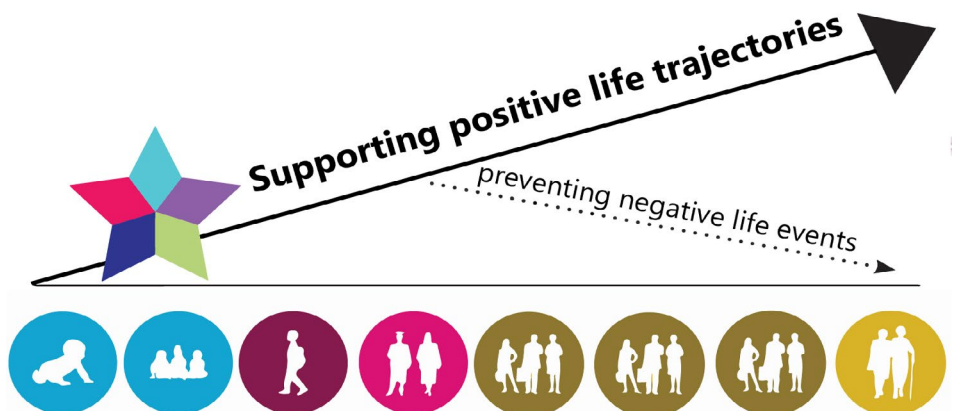 Supporting positive life trajectories
preventing negative life events